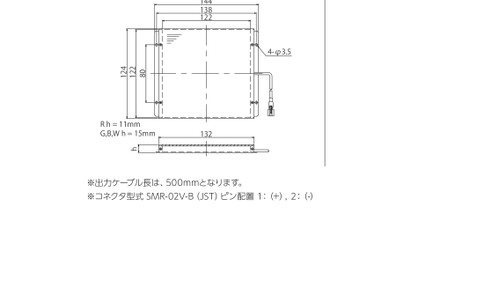 144
138
122
4-φ3.5
124
122
80
R h = 11mm
G,B,W h = 15mm
132
h
※出力ケーブル長は、500mmとなります。
※コネクタ型式 SMR-02V-B (JST) ピン配置 1：(+) , 2：(-)